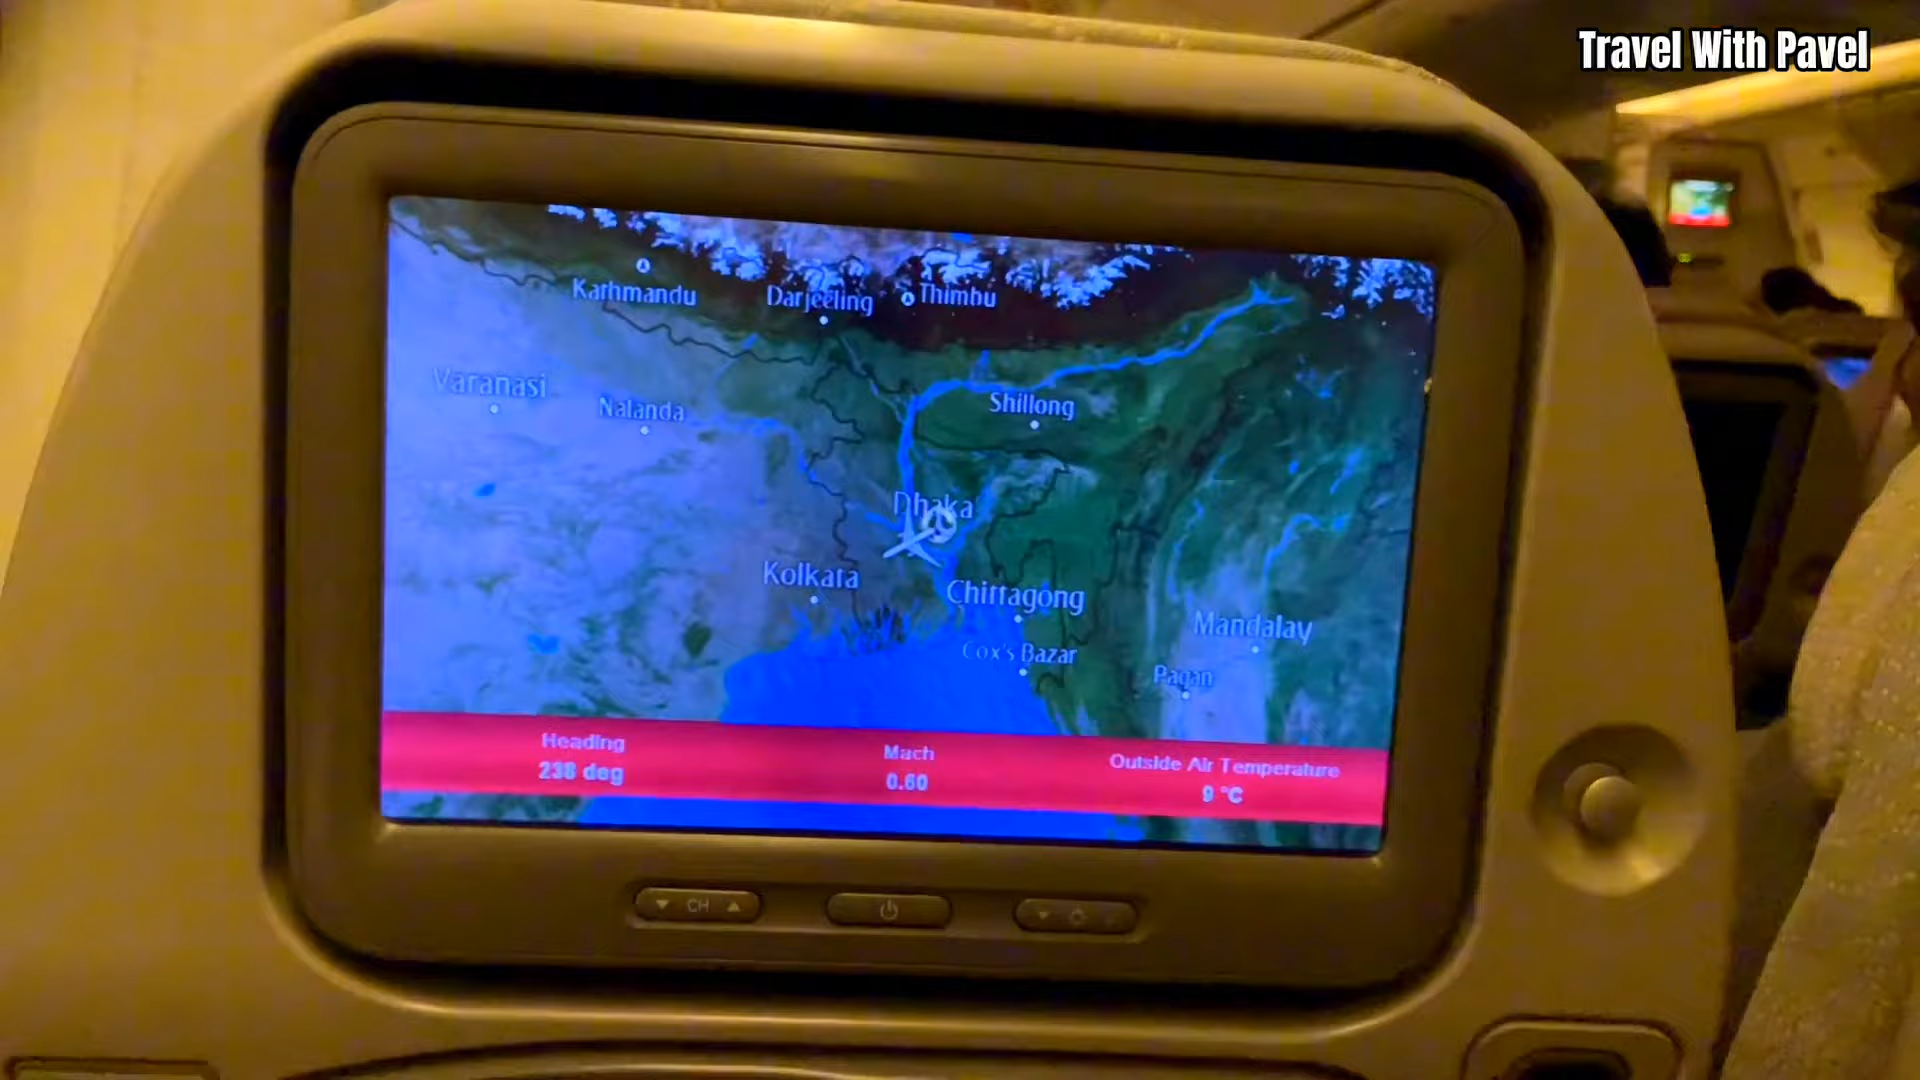 Travel With Pavel
Kathmandu
Darjeeling
Thimbu
Varanasi
Nalanda
Shillong
Dhaka
Kolkata
Chittagong
Mandalay
Cox's Bazar
Pagan
Heading
Mach
Outside Air Temperature
238 deg
0.60
9 °C
CH